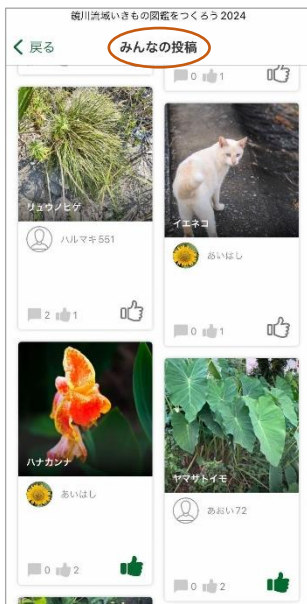 鏡川流域いきもの図鑑をつくろう2024
戻る
みんなの投稿
0 1
リュウノヒゲ
ハルマキ551
2 1
イエネコ
あいはし
0 1
ハナカンナ
あいはし
0 2
ヤマサトイモ
あおい72
0 2